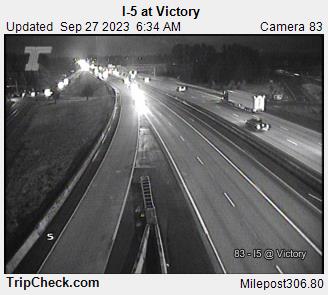 I-5 at Victory
Updated Sep 27 2023 6:34 AM Camera 83
T
S
83 - I5 @ Victory
TripCheck.com Milepost306.80